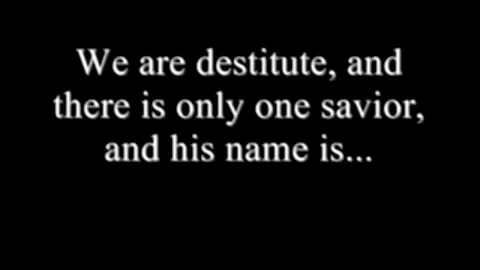 We are destitute, and
there is only one savior,
and his name is...